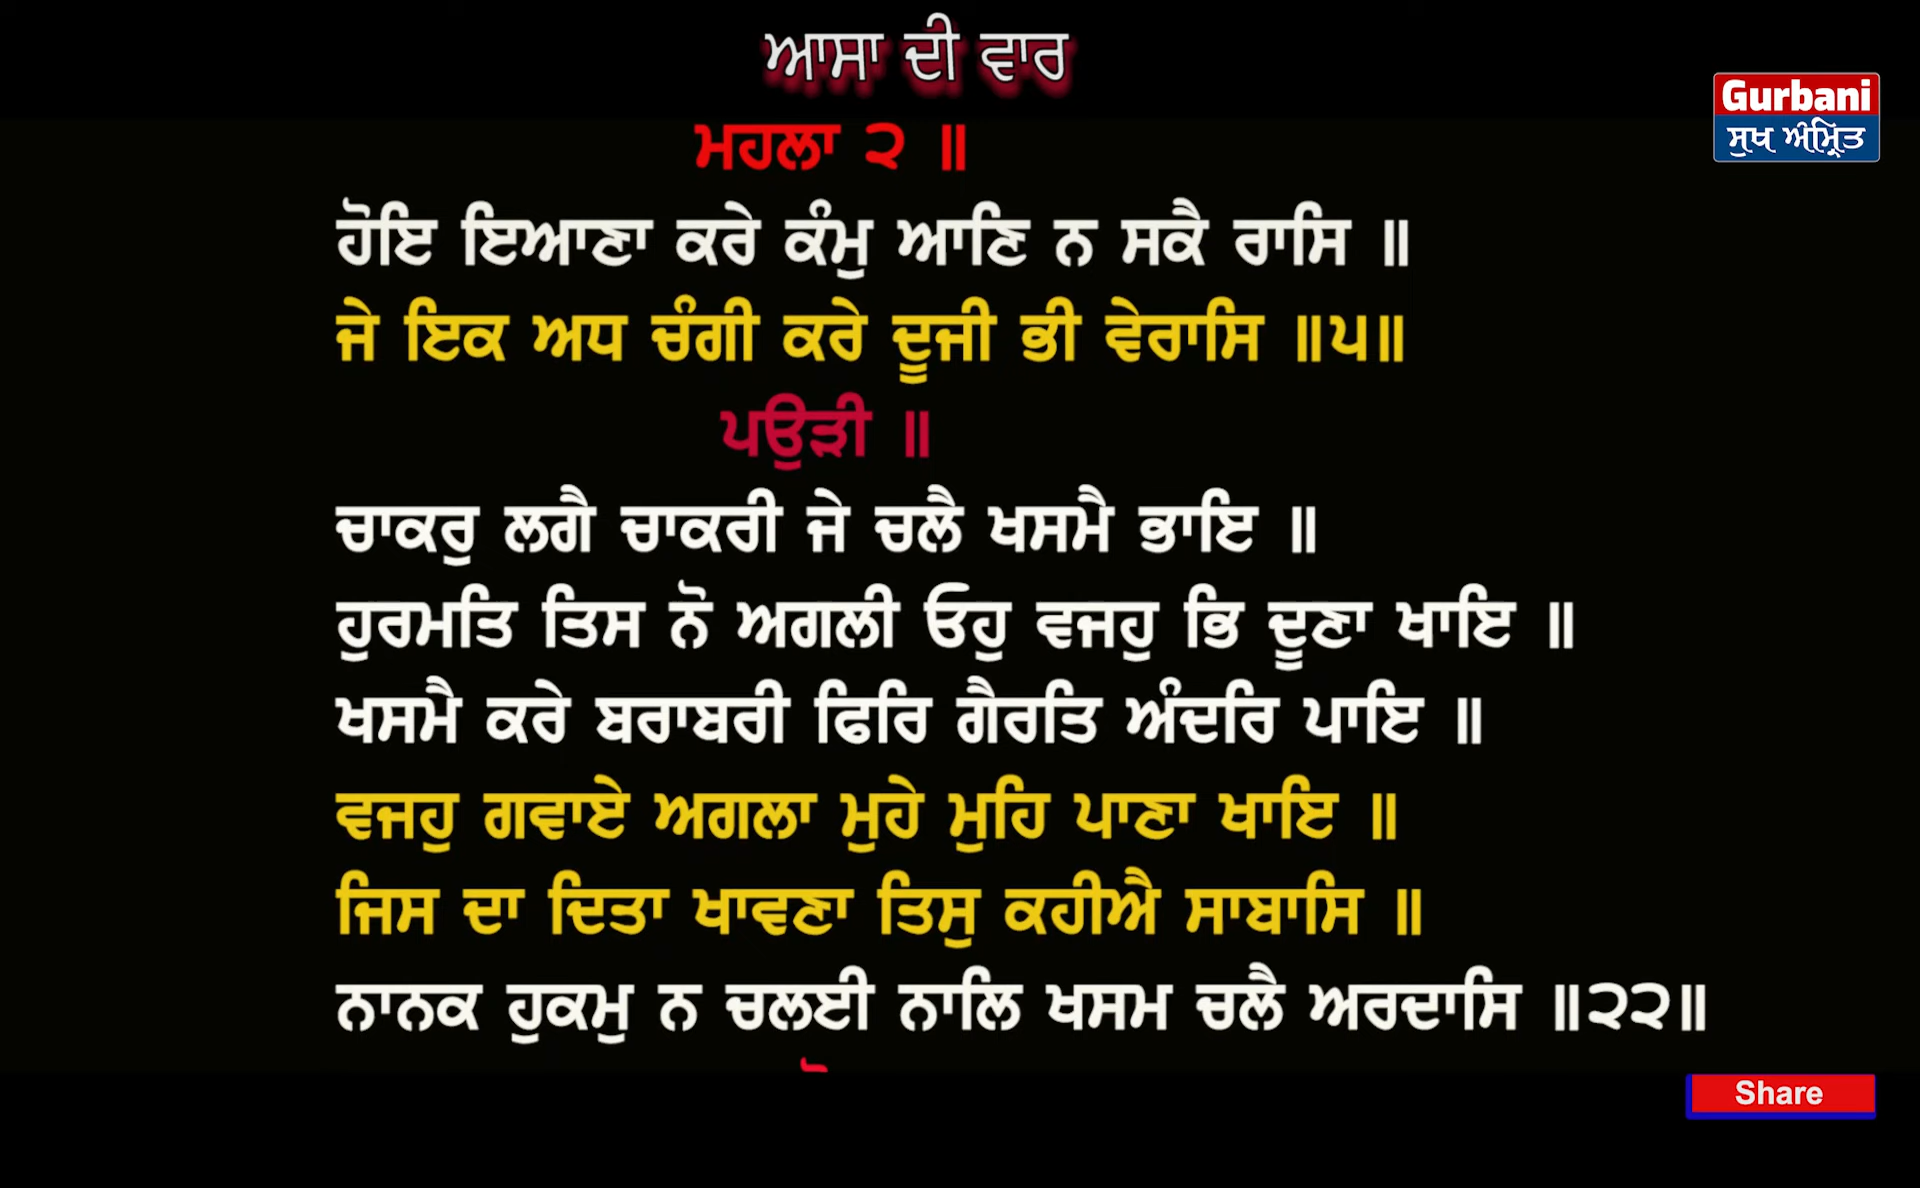 ਆਸਾ ਦੀ ਵਾਰ
Gurbani
ਸੁਖ ਅੰਮ੍ਰਿਤ
ਮਹਲਾ ੨ ॥
ਹੋਇ ਇਆਣਾ ਕਰੇ ਕੰਮੁ ਆਣਿ ਨ ਸਕੈ ਰਾਸਿ ॥
ਜੇ ਇਕ ਅਧ ਚੰਗੀ ਕਰੇ ਦੂਜੀ ਭੀ ਵੇਰਾਸਿ ॥੫॥
ਪਉੜੀ ॥
ਚਾਕਰੁ ਲਗੈ ਚਾਕਰੀ ਜੇ ਚਲੈ ਖਸਮੈ ਭਾਇ ॥
ਹੁਰਮਤਿ ਤਿਸ ਨੋ ਅਗਲੀ ਓਹੁ ਵਜਹੁ ਭਿ ਦੂਣਾ ਖਾਇ ॥
ਖਸਮੈ ਕਰੇ ਬਰਾਬਰੀ ਫਿਰਿ ਗੈਰਤਿ ਅੰਦਰਿ ਪਾਇ ॥
ਵਜਹੁ ਗਵਾਏ ਅਗਲਾ ਮੁਹੇ ਮੁਹਿ ਪਾਣਾ ਖਾਇ ॥
ਜਿਸ ਦਾ ਦਿਤਾ ਖਾਵਣਾ ਤਿਸੁ ਕਹੀਐ ਸਾਬਾਸਿ ॥
ਨਾਨਕ ਹੁਕਮੁ ਨ ਚਲਈ ਨਾਲਿ ਖਸਮ ਚਲੈ ਅਰਦਾਸਿ ॥੨੨॥
Share